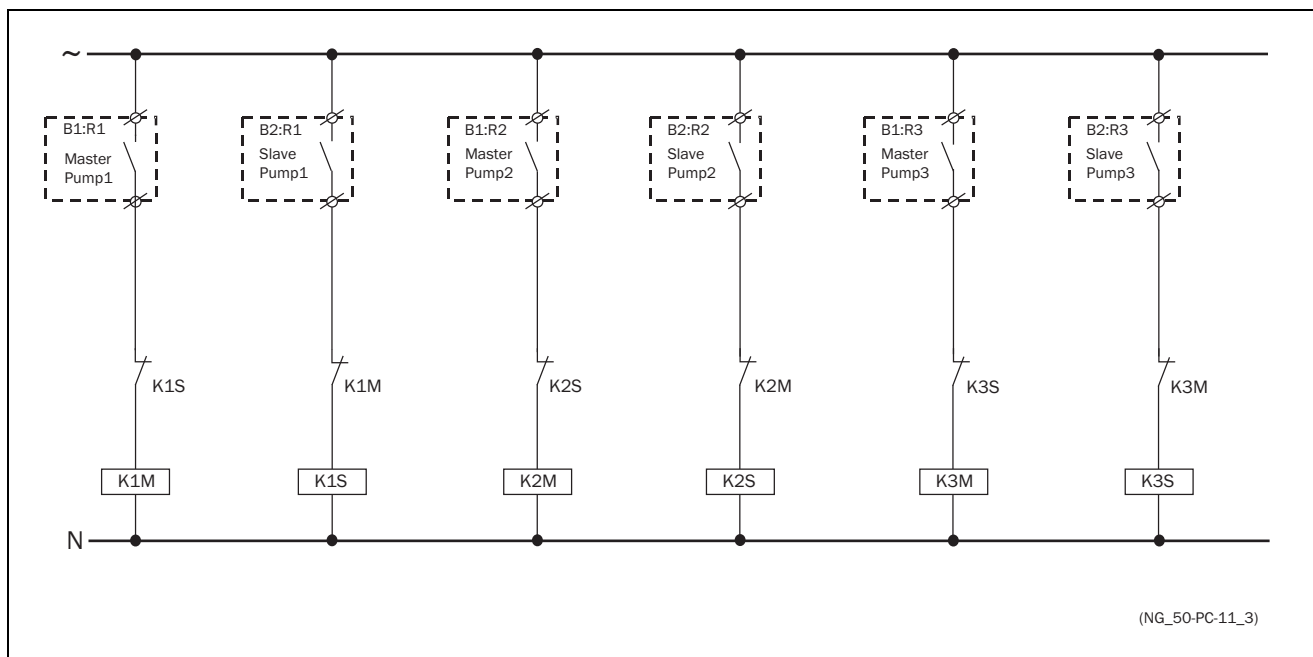 ~
B1:R1
Master
Pump1
B2:R1
Slave
Pump1
B1:R2
Master
Pump2
B2:R2
Slave
Pump2
B1:R3
Master
Pump3
B2:R3
Slave
Pump3
K1S
K1M
K2S
K2M
K3S
K3M
K1M
K1S
K2M
K2S
K3M
K3S
N
(NG_50-PC-11_3)